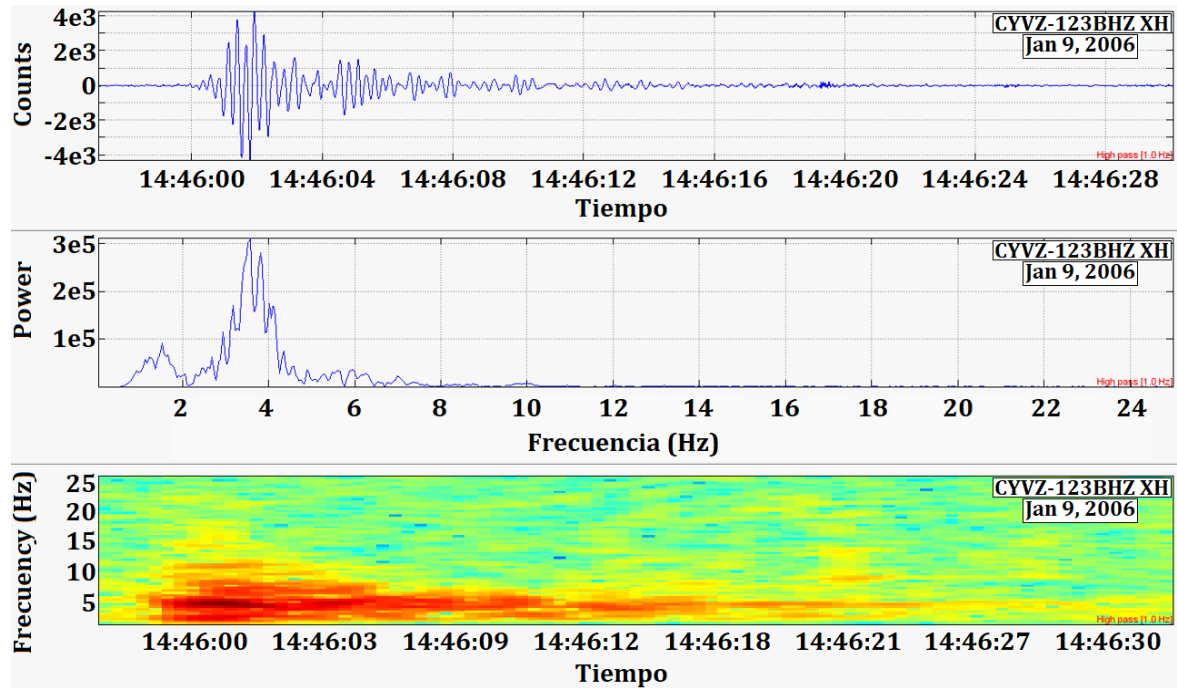 4e3
2e3
0
-2e3
-4e3
Counts
CYVZ-123BHZ XH
Jan 9, 2006
High pass [1.0 Hz]
14:46:00 14:46:04 14:46:08 14:46:12 14:46:16 14:46:20 14:46:24 14:46:28
Tiempo
3e5
2e5
1e5
Power
CYVZ-123BHZ XH
Jan 9, 2006
High pass [1.0 Hz]
2 4 6 8 10 12 14 16 18 20 22 24
Frecuencia (Hz)
25
20
15
10
5
Frequency (Hz)
CYVZ-123BHZ XH
Jan 9, 2006
High pass [1.0 Hz]
14:46:00 14:46:03 14:46:09 14:46:12 14:46:18 14:46:21 14:46:27 14:46:30
Tiempo